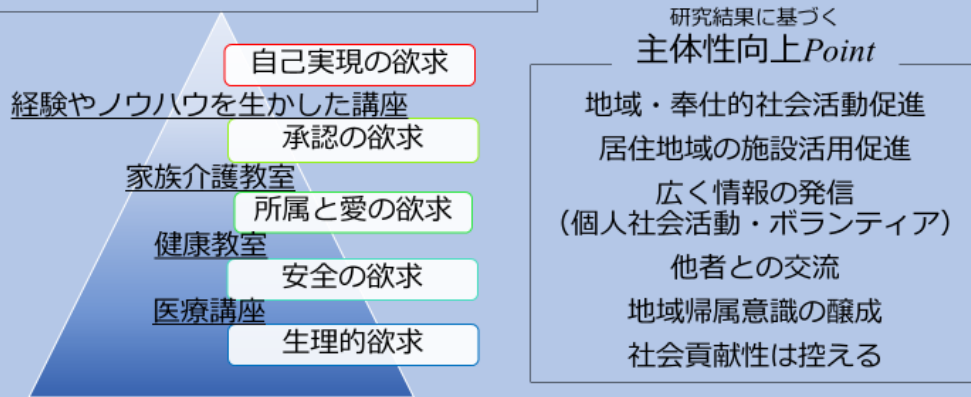 自己実現の欲求
経験やノウハウを生かした講座
承認の欲求
家族介護教室
所属と愛の欲求
健康教室
安全の欲求
医療講座
生理的欲求
研究結果に基づく
主体性向上Point
地域・奉仕的社会活動促進
居住地域の施設活用促進
広く情報の発信
（個人社会活動・ボランティア）
他者との交流
地域帰属意識の醸成
社会貢献性は控える